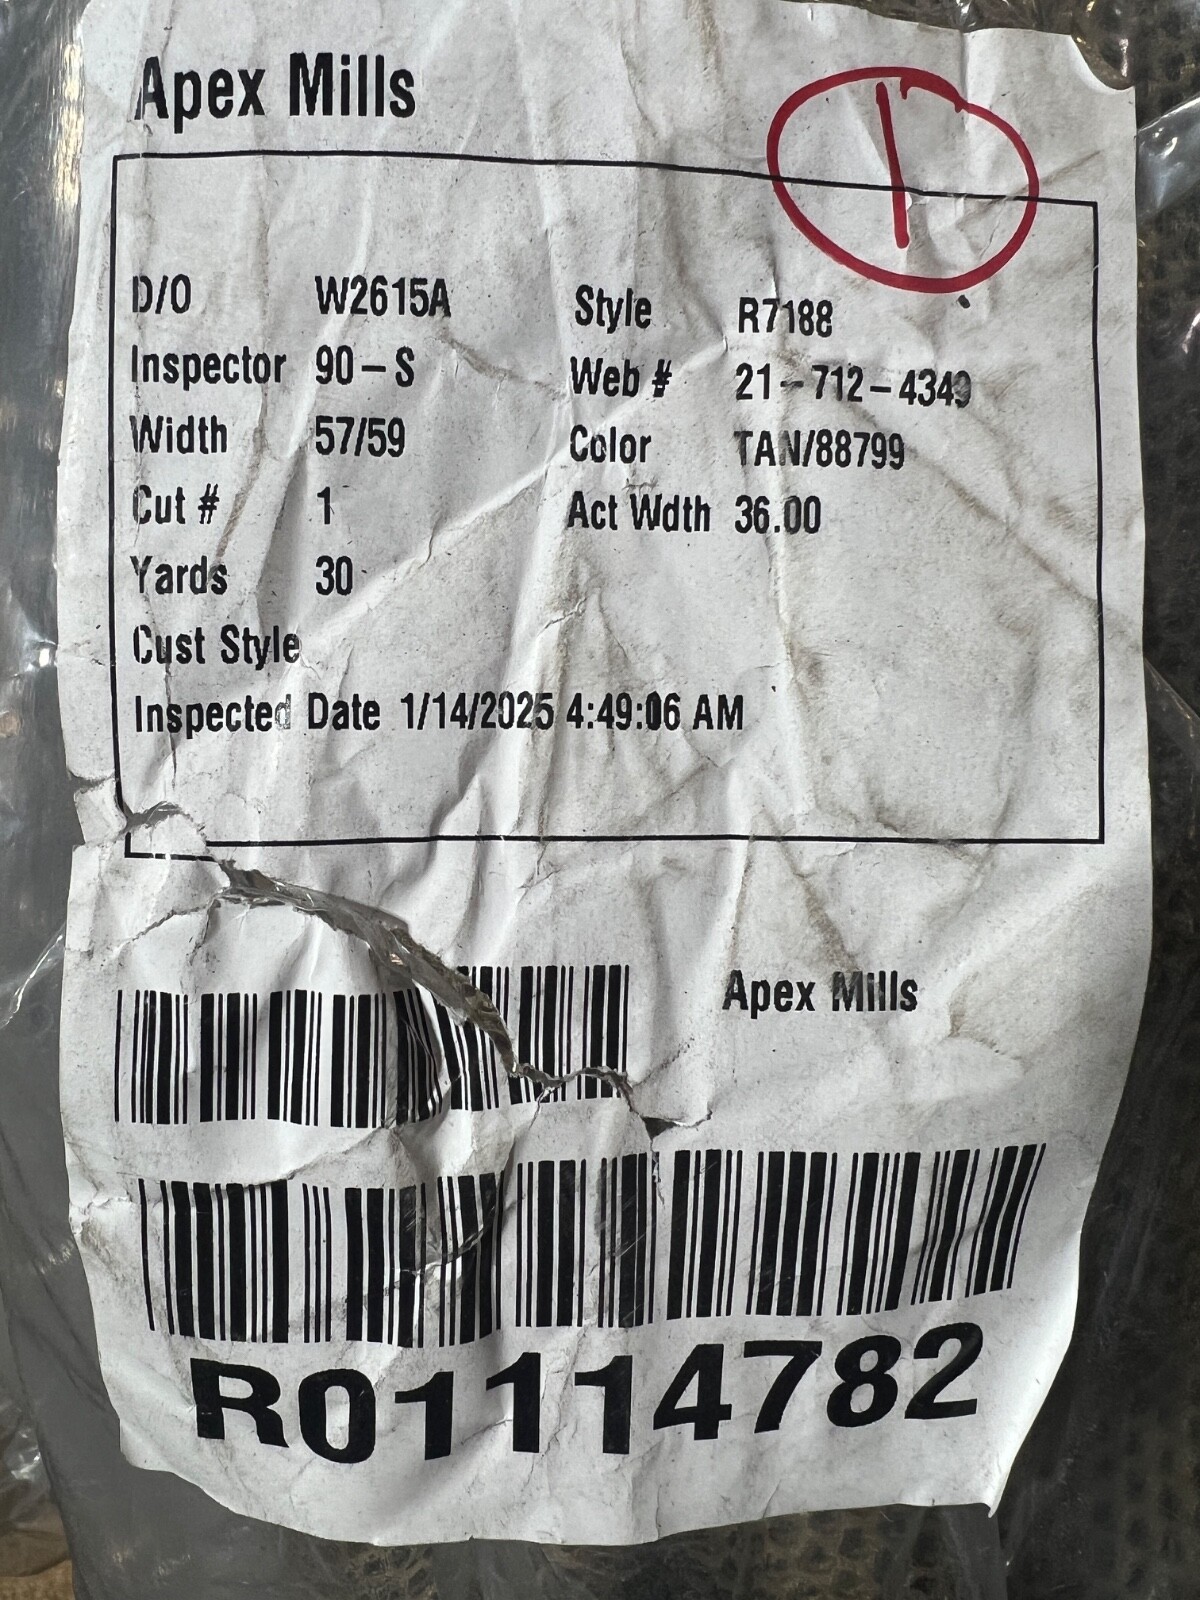 Apex Mills
1
D/O W2615A Style R7188
Inspector 90-S Web # 21-712-4349
Width 57/59 Color TAN/88799
Cut # 1 Act Wdth 36.00
Yards 30
Cust Style
Inspected Date 1/14/2025 4:49:06 AM
Apex Mills
R01114782